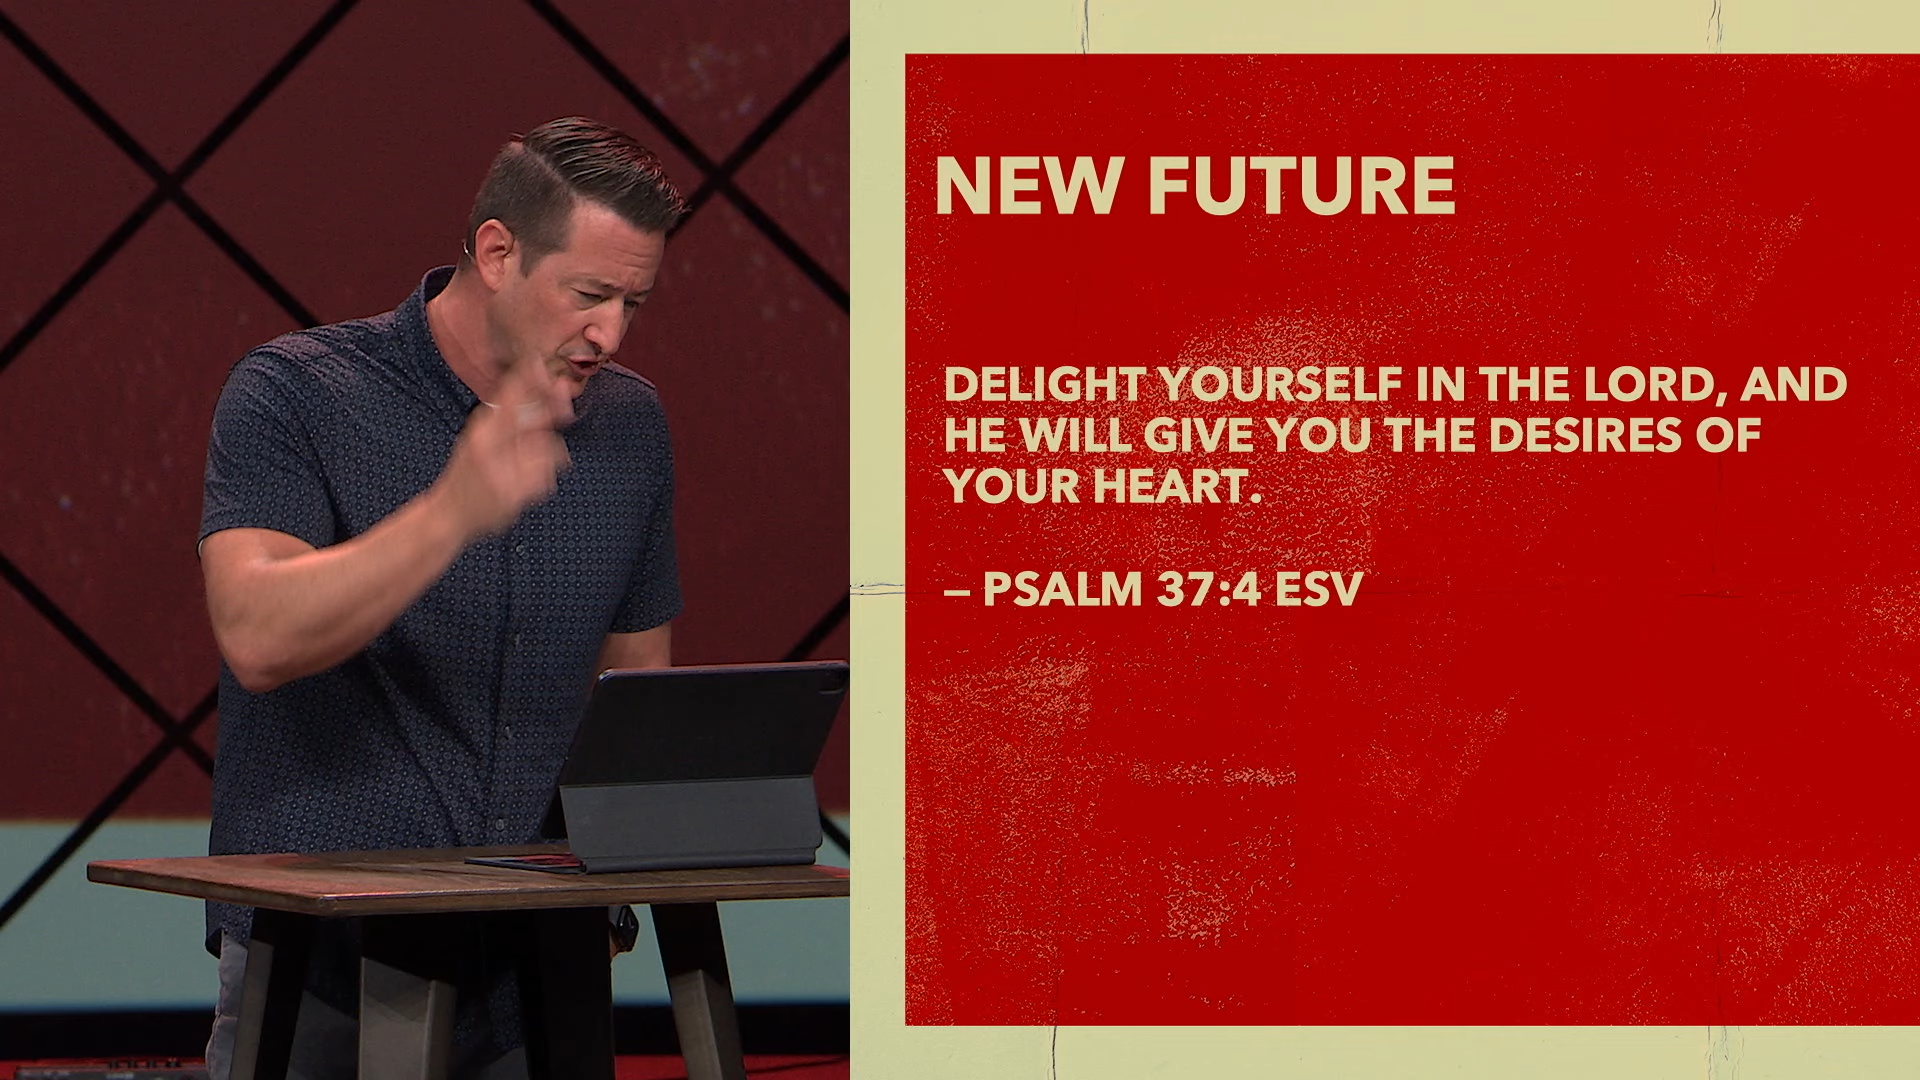 NEW FUTURE
DELIGHT YOURSELF IN THE LORD, AND
HE WILL GIVE YOU THE DESIRES OF
YOUR HEART.
– PSALM 37:4 ESV